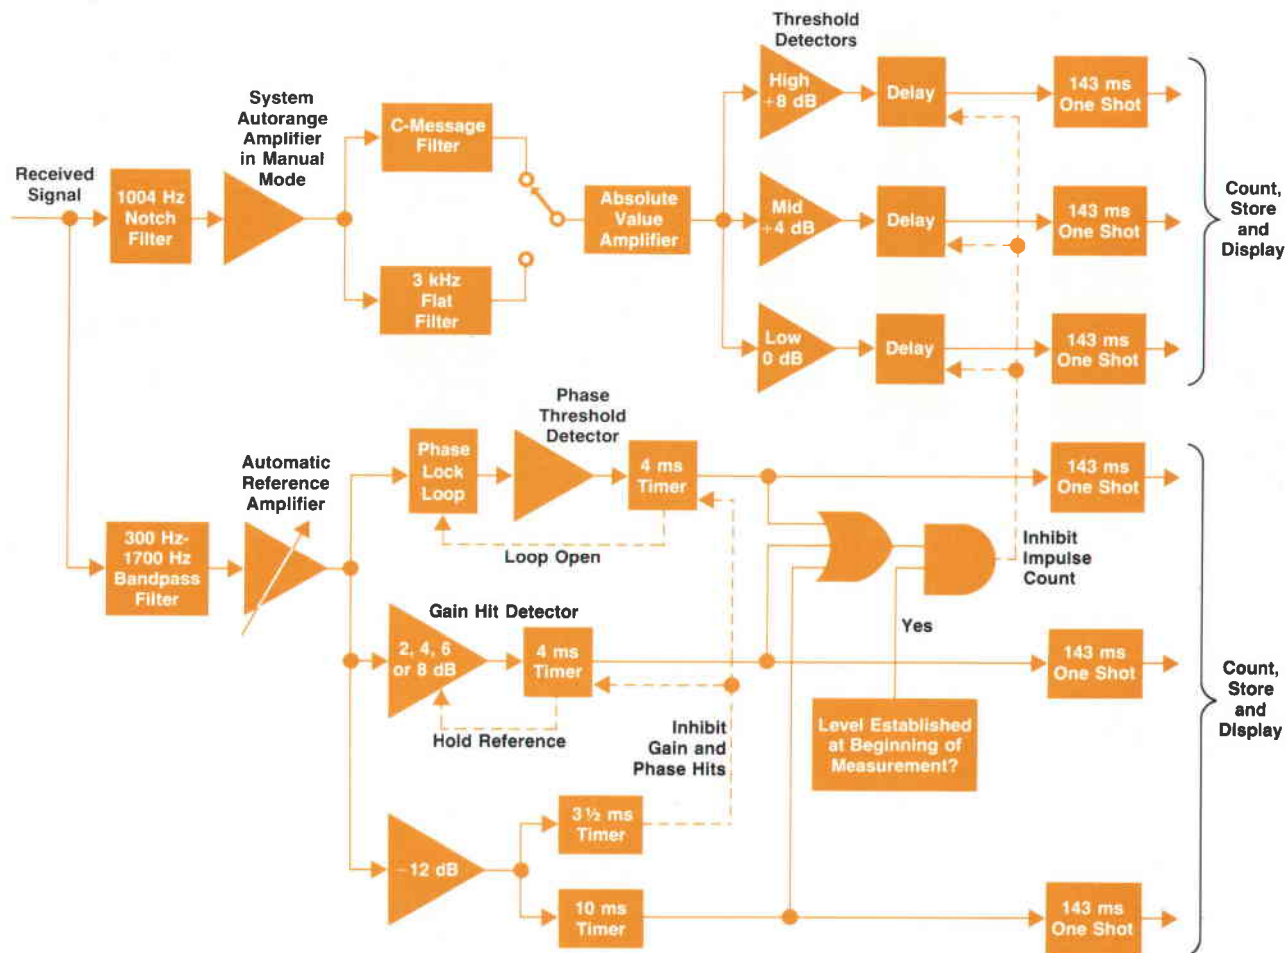 Threshold
Detectors
System
Autorange
Amplifier
in Manual
Mode
Received
Signal
1004 Hz
Notch
Filter
C-Message
Filter
3 kHz
Flat
Filter
Absolute
Value
Amplifier
High
+8 dB
Delay
143 ms
One Shot
Mid
+4 dB
Delay
143 ms
One Shot
Low
0 dB
Delay
143 ms
One Shot
Count,
Store
and
Display
300 Hz-
1700 Hz
Bandpass
Filter
Automatic
Reference
Amplifier
Phase
Lock
Loop
Phase
Threshold
Detector
4 ms
Timer
Loop Open
143 ms
One Shot
Inhibit
Impulse
Count
Yes
Gain Hit Detector
2, 4, 6
or 8 dB
4 ms
Timer
Hold Reference
Inhibit
Gain and
Phase Hits
Level Established
at Beginning of
Measurement?
143 ms
One Shot
−12 dB
3½ ms
Timer
10 ms
Timer
143 ms
One Shot
Count,
Store
and
Display